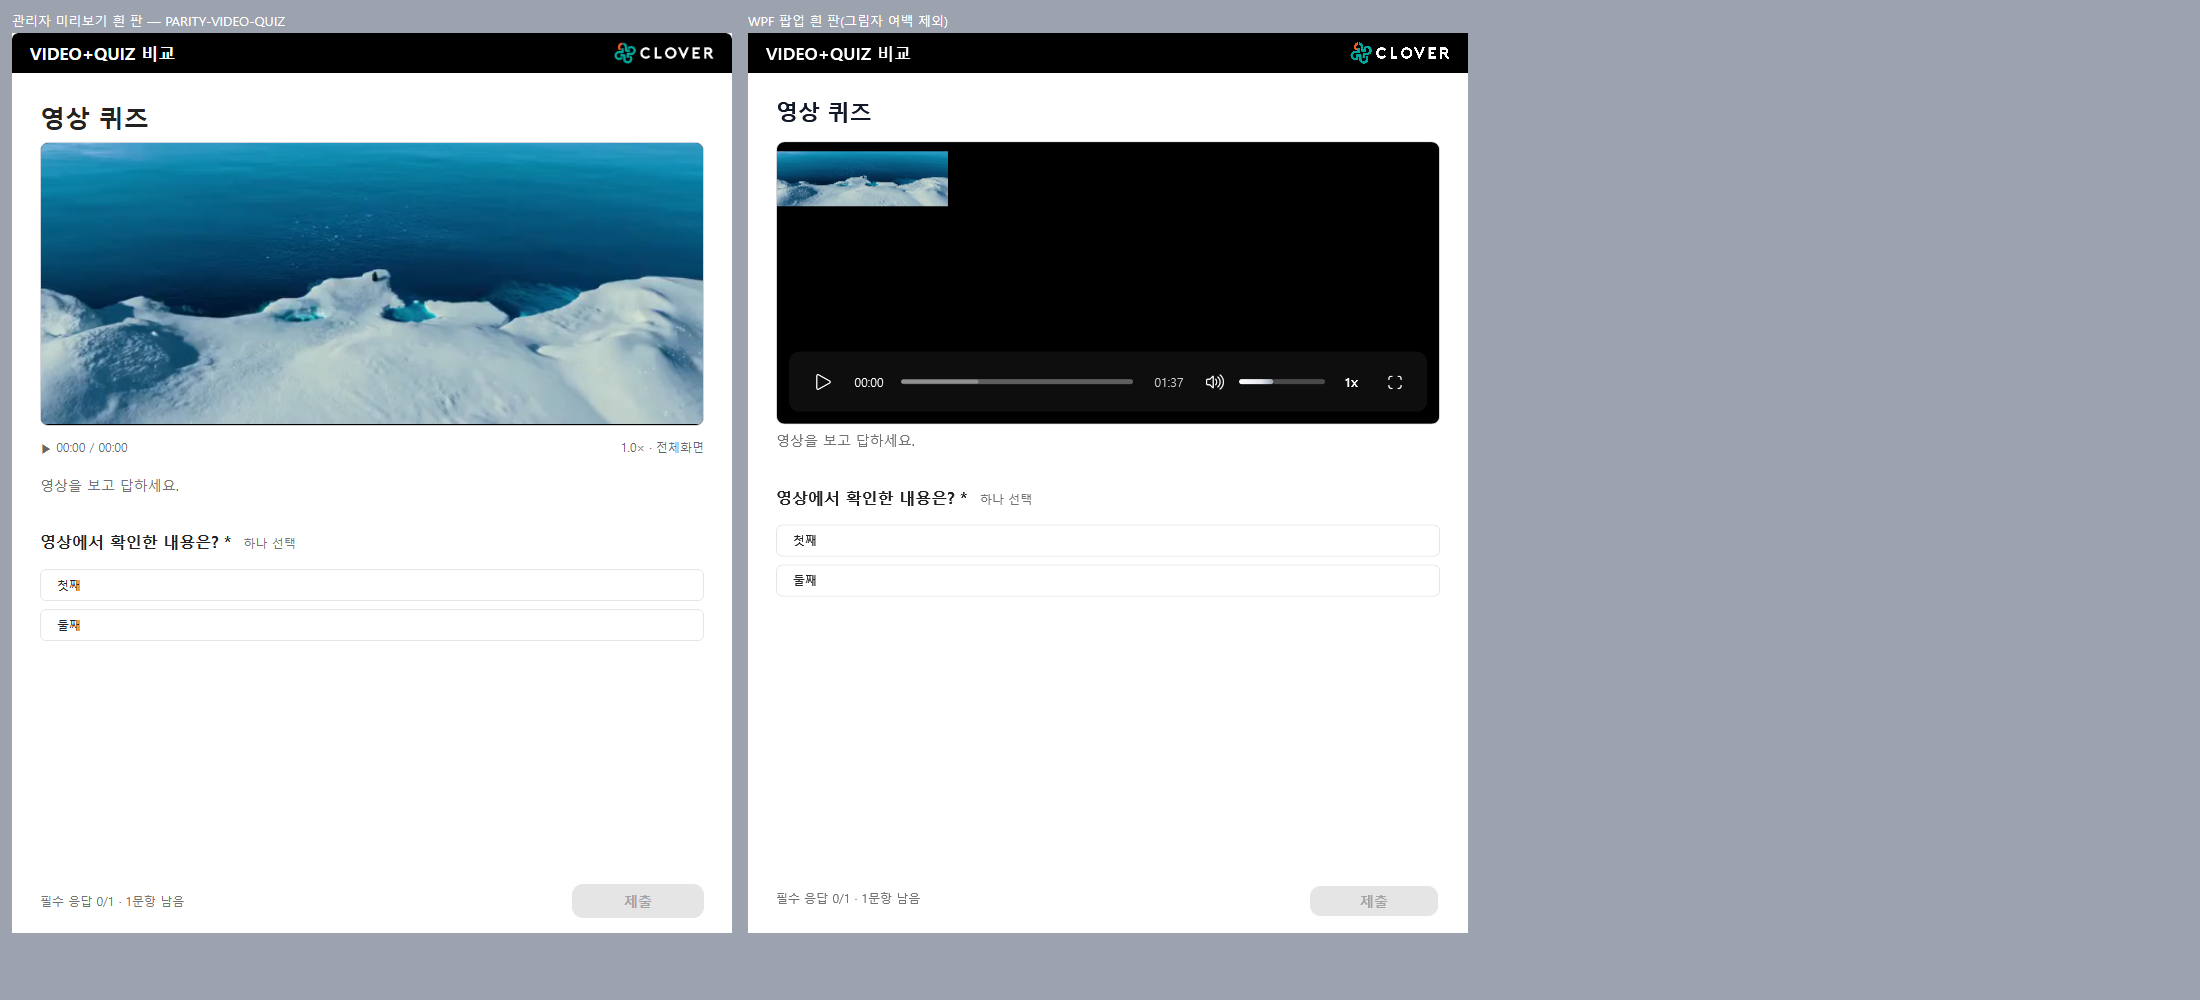 관리자 미리보기 흰 판 — PARITY-VIDEO-QUIZ
VIDEO+QUIZ 비교
CLOVER
영상 퀴즈
▶ 00:00 / 00:00
1.0× · 전체화면
영상을 보고 답하세요.
영상에서 확인한 내용은? * 하나 선택
첫째
둘째
필수 응답 0/1 · 1문항 남음
제출
WPF 팝업 흰 판(그림자 여백 제외)
VIDEO+QUIZ 비교
CLOVER
영상 퀴즈
00:00
01:37
1x
영상을 보고 답하세요.
영상에서 확인한 내용은? * 하나 선택
첫째
둘째
필수 응답 0/1 · 1문항 남음
제출